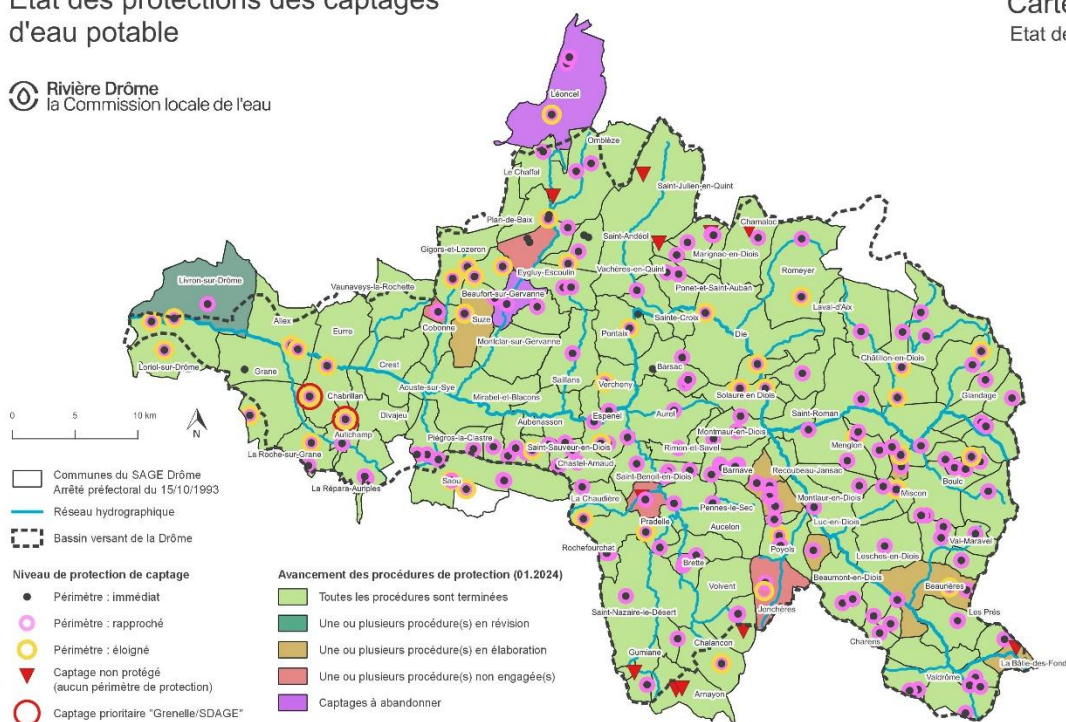 Etat des protections des captages
d'eau potable
Carte
Etat de
Rivière Drôme
la Commission locale de l'eau
Léoncel
Omblèze
Le Chaffal
Saint-Julien-en-Quint
Plan-de-Baix
Chamaloc
Saint-Andéol
Gigors-et-Lozeron
Marignac-en-Diois
Eygluy-Escoulin
Vachères-en-Quint
Romeyer
Livron-sur-Drôme
Vaunaveys-la-Rochette
Beaufort-sur-Gervanne
Ponet-et-Saint-Auban
Laval-d'Aix
Allex
Eurre
Cobonne
Suze
Sainte-Croix
Pontaix
Die
Montclar-sur-Gervanne
Châtillon-en-Diois
Loriol-sur-Drôme
Grane
Crest
Saillans
Barsac
Vercheny
Solaure en Diois
Glandage
Chabrillan
Aouste-sur-Sye
Mirabel-et-Blacons
Espenel
Aurel
Saint-Roman
Autichamp
Divajeu
Aubenasson
Montmaur-en-Diois
La Roche-sur-Grane
Piégros-la-Clastre
Saint-Sauveur-en-Diois
Rimon-et-Savel
Menglon
Chastel-Arnaud
Barnave
Recoubeau-Jansac
Boulc
La Répara-Auriples
Saou
Saint-Benoit-en-Diois
La Chaudière
Pennes-le-Sec
Montlaur-en-Diois
Miscon
Pradelle
Aucelon
Luc-en-Diois
Val-Maravel
Rochefourchat
Poyols
Lesches-en-Diois
Brette
Volvent
Beaumont-en-Diois
Beaurières
Saint-Nazaire-le-Désert
Jonchères
Les Prés
Chalancon
Charens
Gumiane
La Bâtie-des-Fond
Arnayon
Valdrôme
0 5 10 km
N
Communes du SAGE Drôme
Arrêté préfectoral du 15/10/1993
Réseau hydrographique
Bassin versant de la Drôme
Niveau de protection de captage
Périmètre : immédiat
Périmètre : rapproché
Périmètre : éloigné
Captage non protégé
(aucun périmètre de protection)
Captage prioritaire "Grenelle/SDAGE"
Avancement des procédures de protection (01.2024)
Toutes les procédures sont terminées
Une ou plusieurs procédure(s) en révision
Une ou plusieurs procédure(s) en élaboration
Une ou plusieurs procédure(s) non engagée(s)
Captages à abandonner